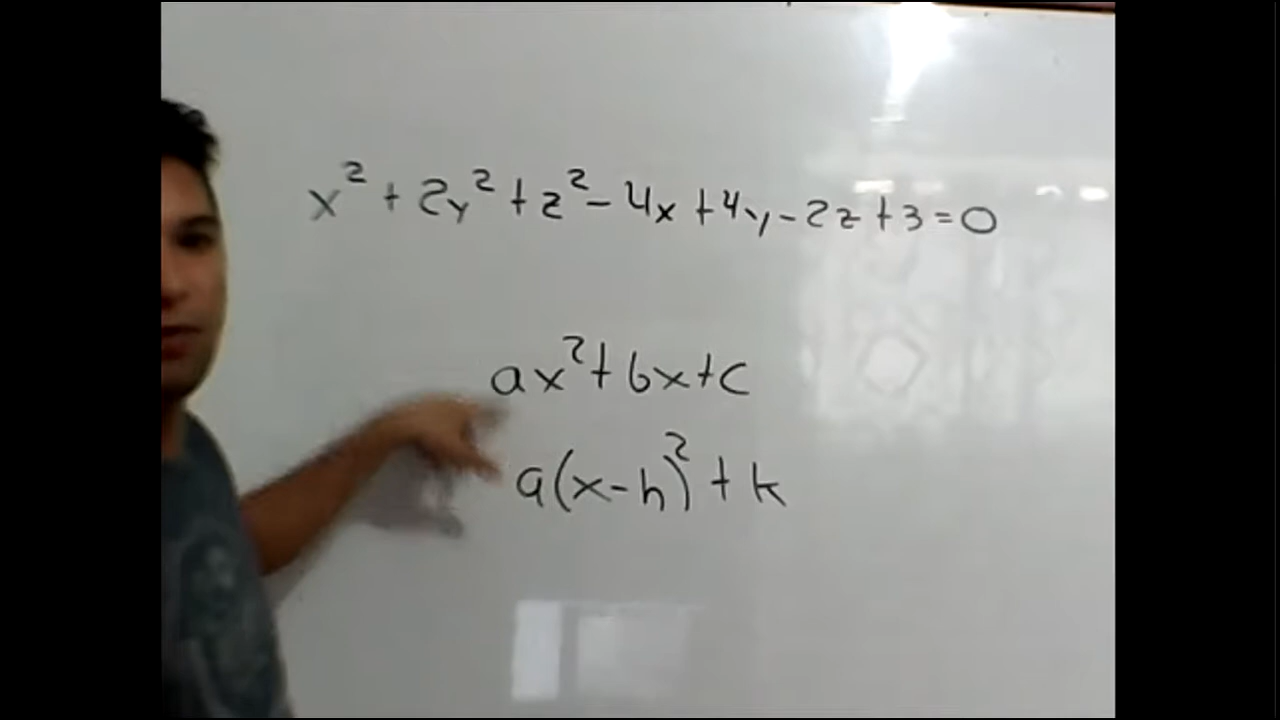 x² + 2y² + z² - 4x + 4y - 2z + 3 = 0
ax² + bx + c
a(x - h)² + k